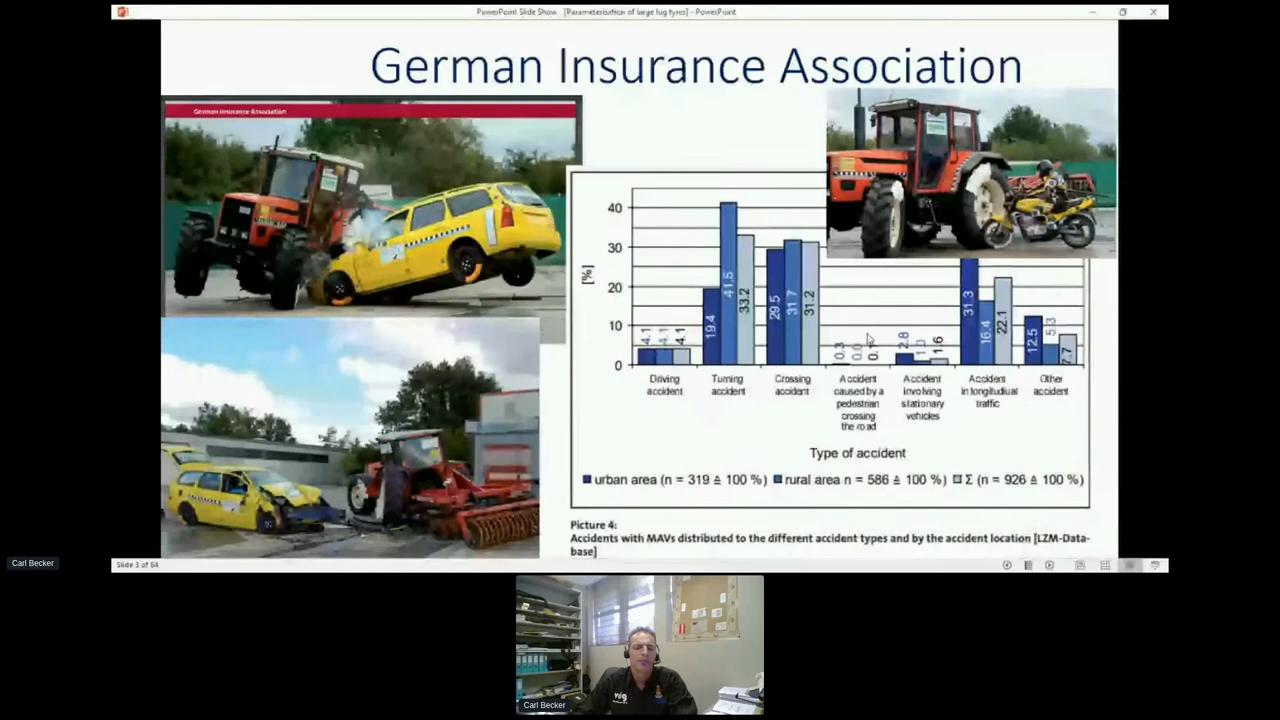 PowerPoint Slide Show - [Parameterisation of large lug tyres] - PowerPoint
German Insurance Association
German Insurance Association
[%]
40
30
20
10
0
4.1
4.1
4.1
19.4
41.5
33.2
29.5
31.7
31.2
0.3
0.0
0.1
2.8
1.0
1.6
31.3
16.4
22.1
12.5
5.3
7.7
Driving
accident
Turning
accident
Crossing
accident
Accident
caused by a
pedestrian
crossing
the road
Accident
involving
stationary
vehicles
Accident
in longitudiual
traffic
Other
accident
Type of accident
urban area (n = 319 ≙ 100 %) rural area n = 586 ≙ 100 %) Σ (n = 926 ≙ 100 %)
Picture 4:
Accidents with MAVs distributed to the different accident types and by the accident location [LZM-Data-
base]
Slide 3 of 64
Carl Becker
Carl Becker